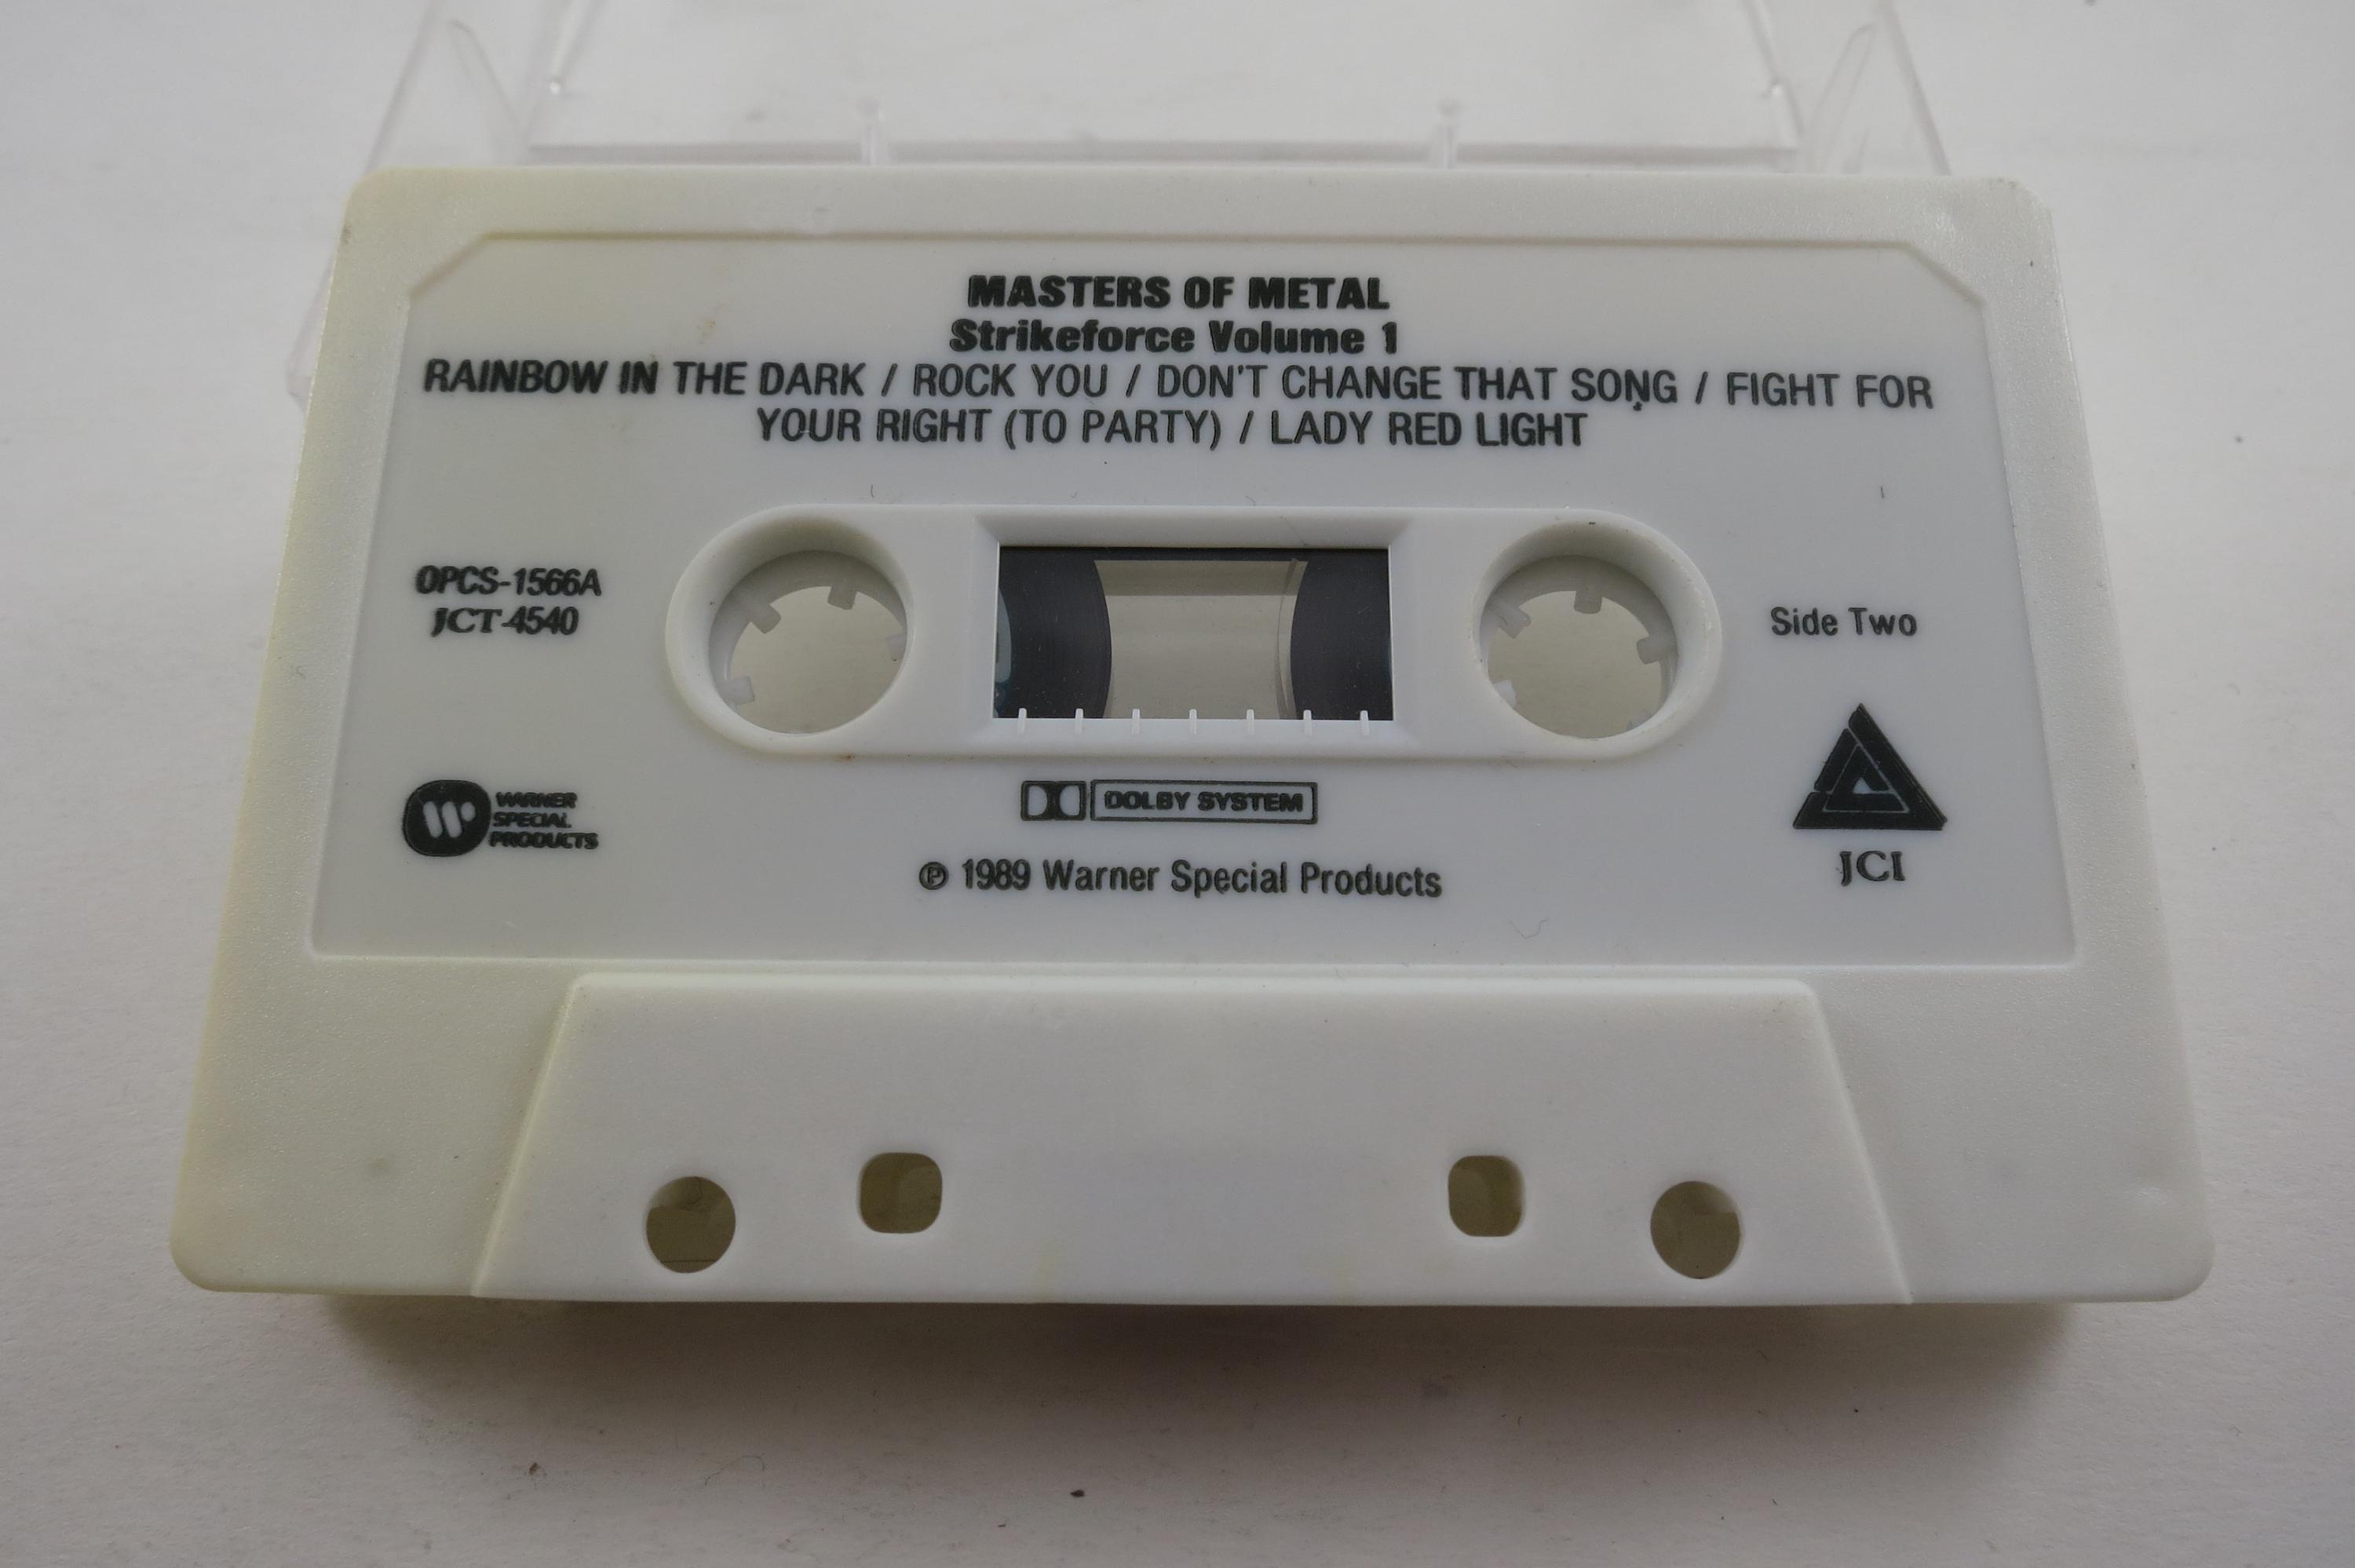 MASTERS OF METAL
Strikeforce Volume 1
RAINBOW IN THE DARK / ROCK YOU / DON'T CHANGE THAT SONG / FIGHT FOR
YOUR RIGHT (TO PARTY) / LADY RED LIGHT
OPCS-1566A
JCT-4540
Side Two
WARNER
SPECIAL
PRODUCTS
DOLBY SYSTEM
JCI
℗ 1989 Warner Special Products